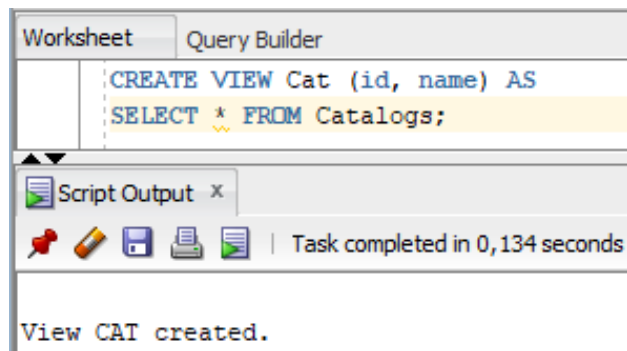 Worksheet Query Builder
CREATE VIEW Cat (id, name) AS
SELECT * FROM Catalogs;
Script Output x
Task completed in 0,134 seconds
View CAT created.